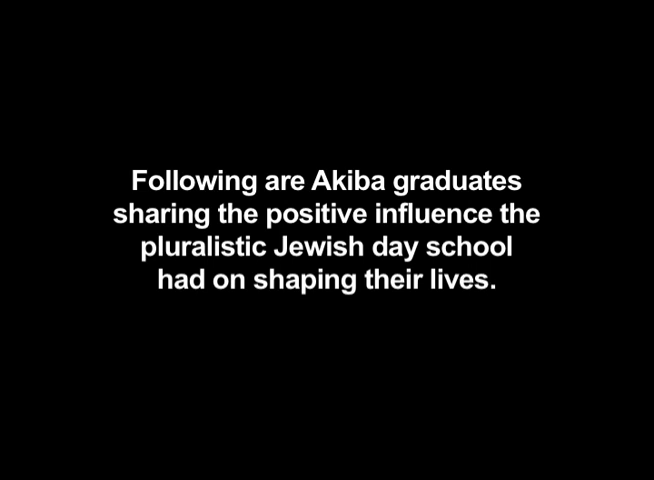 Following are Akiba graduates
sharing the positive influence the
pluralistic Jewish day school
had on shaping their lives.